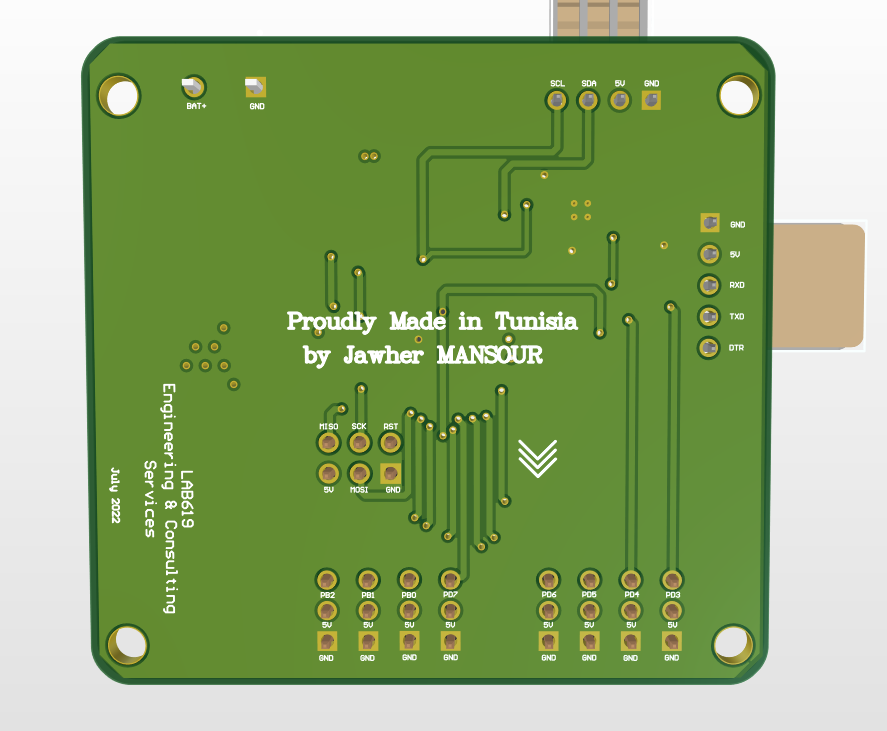 SCL SDA 5V GND
BAT+ GND
GND
5V
RXD
TXD
DTR
Proudly Made in Tunisia
by Jawher MANSOUR
MISO SCK RST
5V MOSI GND
LAB619
Engineering & Consulting
Services
July 2022
PB2 PB1 PB0 PD7 PD6 PD5 PD4 PD3
5V 5V 5V 5V 5V 5V 5V 5V
GND GND GND GND GND GND GND GND